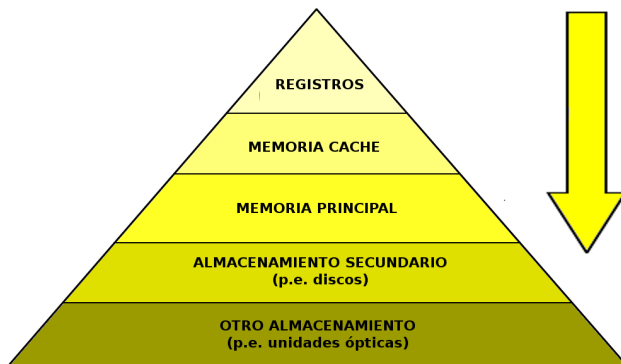 REGISTROS
MEMORIA CACHE
MEMORIA PRINCIPAL
ALMACENAMIENTO SECUNDARIO
(p.e. discos)
OTRO ALMACENAMIENTO
(p.e. unidades ópticas)